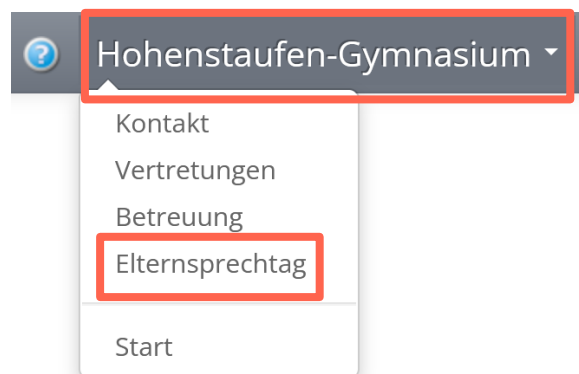 ?
Hohenstaufen-Gymnasium
Kontakt
Vertretungen
Betreuung
Elternsprechtag
Start